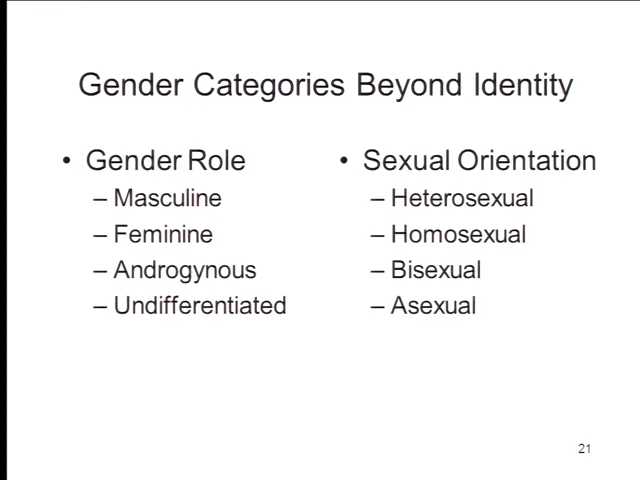 Gender Categories Beyond Identity
• Gender Role
– Masculine
– Feminine
– Androgynous
– Undifferentiated
• Sexual Orientation
– Heterosexual
– Homosexual
– Bisexual
– Asexual
21